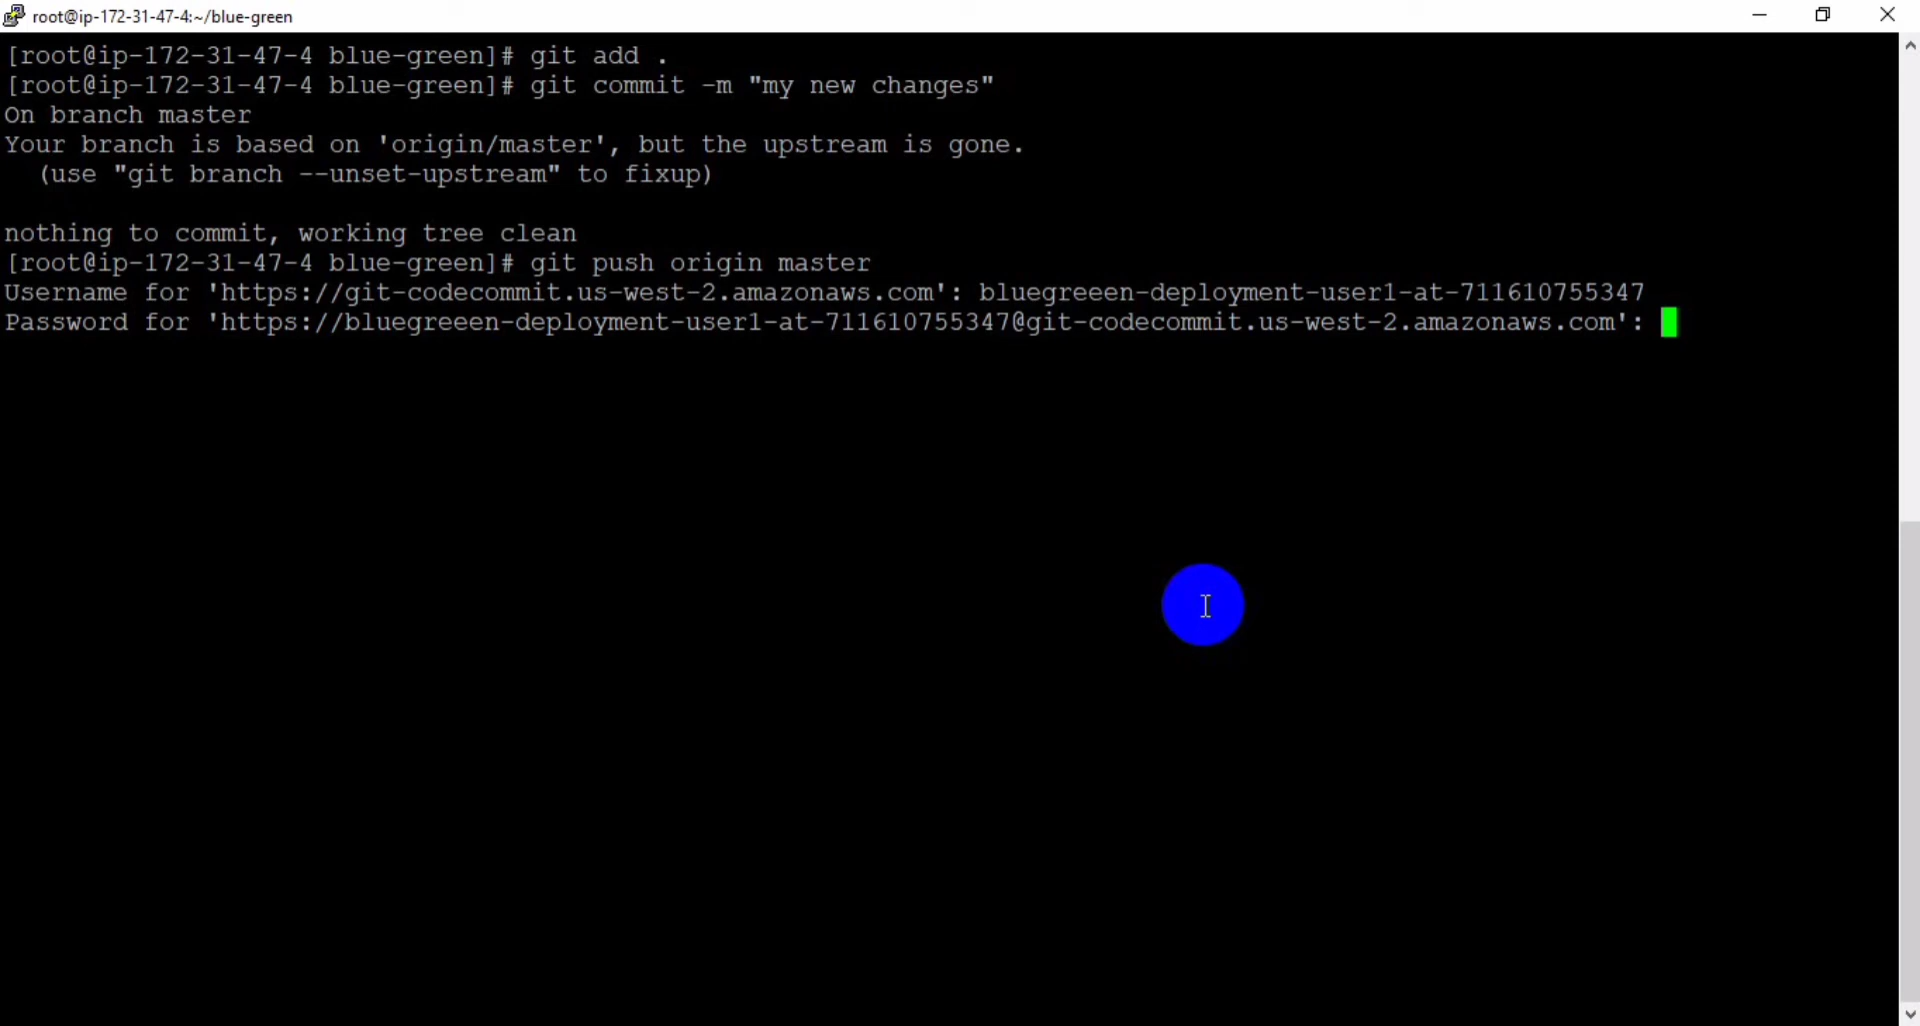 root@ip-172-31-47-4:~/blue-green
[root@ip-172-31-47-4 blue-green]# git add .
[root@ip-172-31-47-4 blue-green]# git commit -m "my new changes"
On branch master
Your branch is based on 'origin/master', but the upstream is gone.
  (use "git branch --unset-upstream" to fixup)
nothing to commit, working tree clean
[root@ip-172-31-47-4 blue-green]# git push origin master
Username for 'https://git-codecommit.us-west-2.amazonaws.com': bluegreeen-deployment-user1-at-711610755347
Password for 'https://bluegreeen-deployment-user1-at-711610755347@git-codecommit.us-west-2.amazonaws.com':